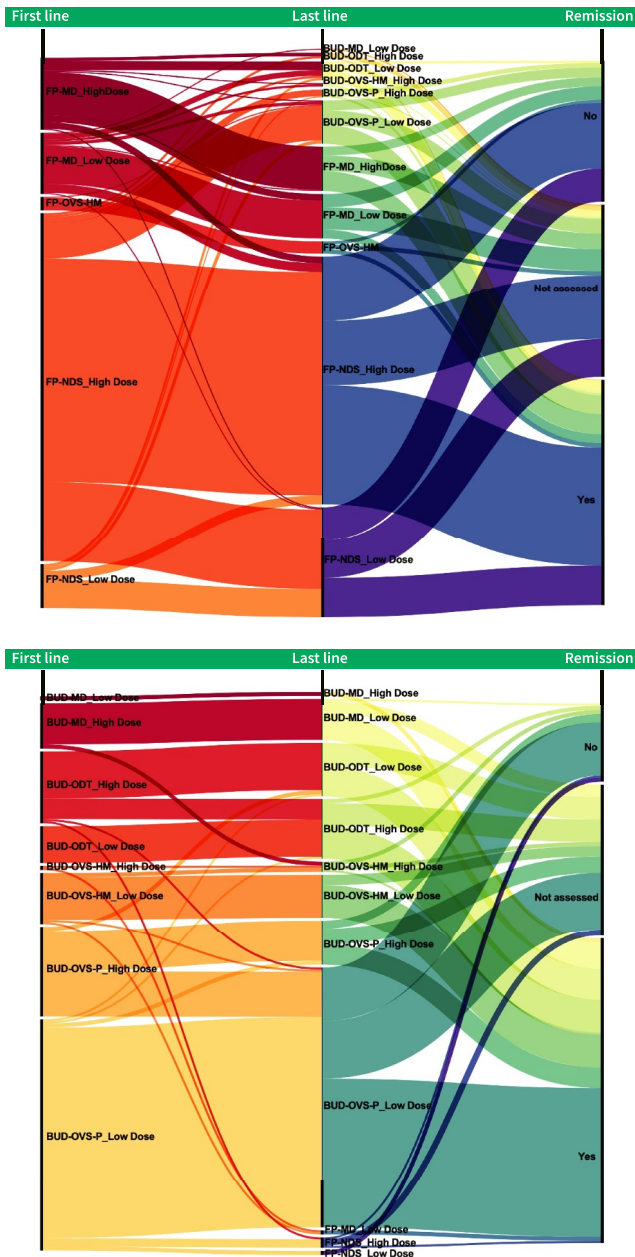 First line Last line Remission
BUD-MD_Low Dose
BUD-ODT_High Dose
BUD-ODT_Low Dose
BUD-OVS-HM_High Dose
FP-MD_HighDose
BUD-OVS-P_High Dose
No
BUD-OVS-P_Low Dose
FP-MD_Low Dose
FP-MD_HighDose
FP-OVS-HM
FP-MD_Low Dose
FP-OVS-HM
Not assessed
FP-NDS_High Dose
FP-NDS_High Dose
Yes
FP-NDS_Low Dose
FP-NDS_Low Dose
First line Last line Remission
BUD-MD_Low Dose
BUD-MD_High Dose
BUD-MD_High Dose
BUD-MD_Low Dose
No
BUD-ODT_High Dose
BUD-ODT_Low Dose
BUD-ODT_Low Dose
BUD-ODT_High Dose
BUD-OVS-HM_High Dose
BUD-OVS-HM_High Dose
BUD-OVS-HM_Low Dose
BUD-OVS-HM_Low Dose
Not assessed
BUD-OVS-P_High Dose
BUD-OVS-P_High Dose
BUD-OVS-P_Low Dose
BUD-OVS-P_Low Dose
Yes
FP-MD_Low Dose
FP-NDS_High Dose
FP-NDS_Low Dose